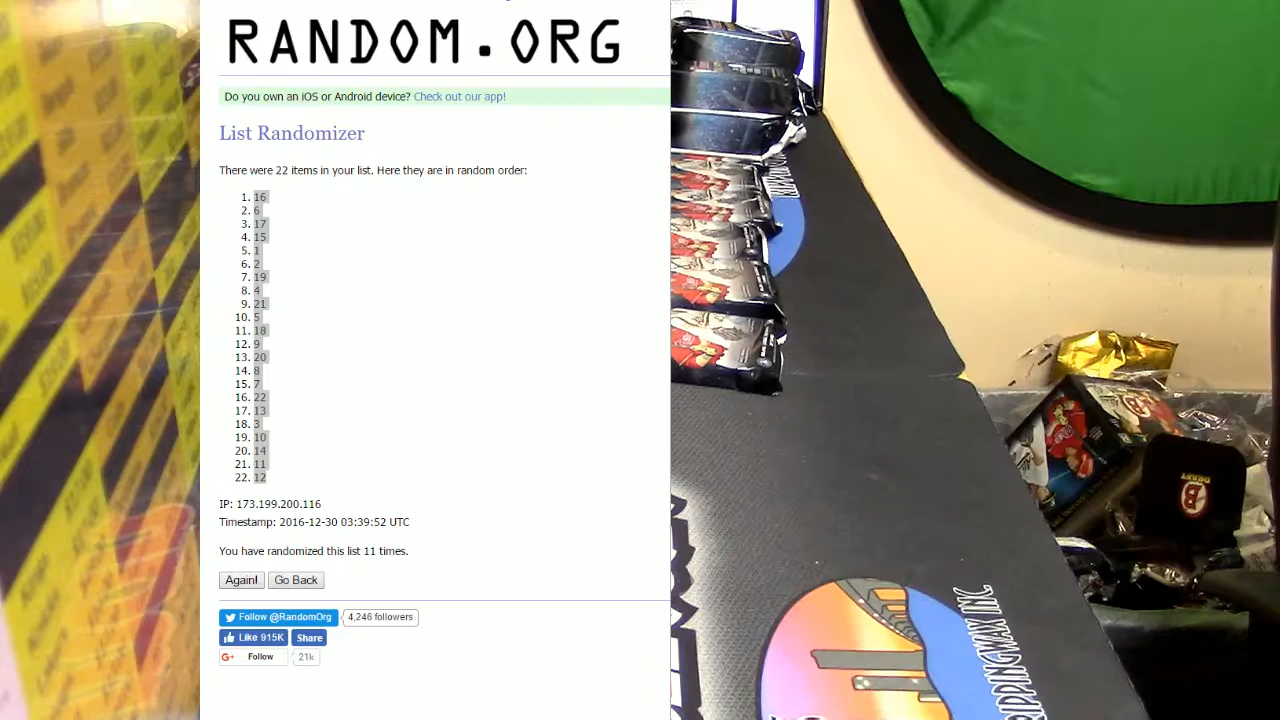 RANDOM.ORG
Do you own an iOS or Android device? Check out our app!
List Randomizer
There were 22 items in your list. Here they are in random order:
1. 16
2. 6
3. 17
4. 15
5. 1
6. 2
7. 19
8. 4
9. 21
10. 5
11. 18
12. 9
13. 20
14. 8
15. 7
16. 22
17. 13
18. 3
19. 10
20. 14
21. 11
22. 12
IP: 173.199.200.116
Timestamp: 2016-12-30 03:39:52 UTC
You have randomized this list 11 times.
Again! Go Back
Follow @RandomOrg 4,246 followers
Like 915K Share
G+ Follow 21k
RIPPINGWAX INC
B